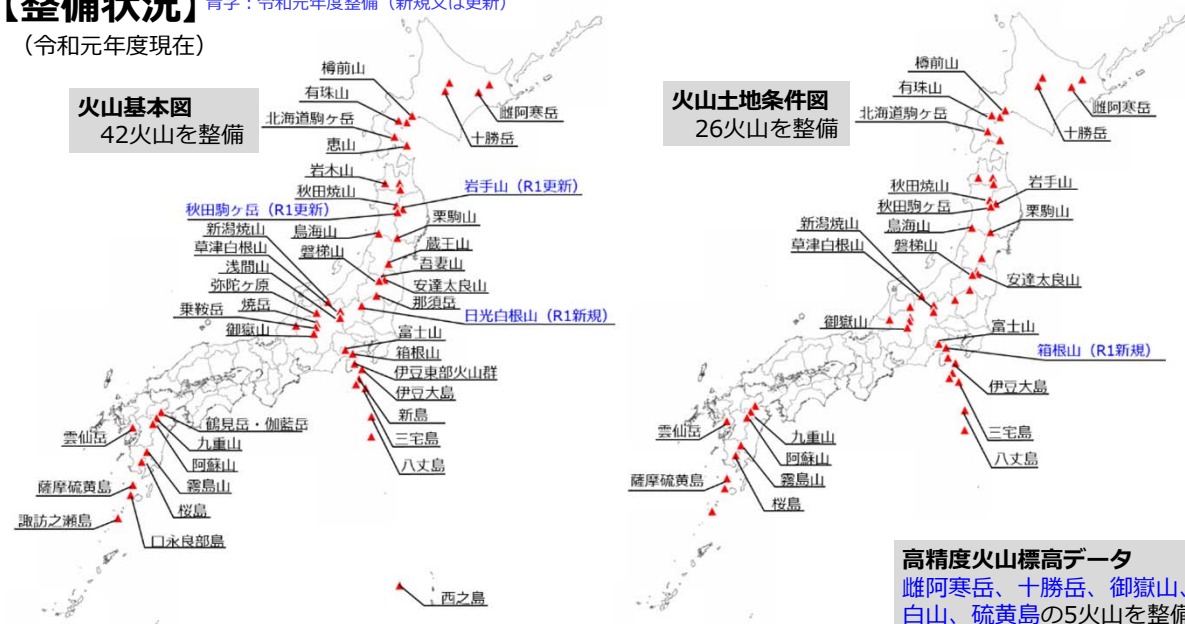 【整備状況】 青字：令和元年度整備（新規又は更新）
（令和元年度現在）
火山基本図
42火山を整備
樽前山
有珠山
北海道駒ヶ岳
恵山
雌阿寒岳
十勝岳
岩木山
秋田焼山
岩手山（R1更新）
秋田駒ヶ岳（R1更新）
新潟焼山
鳥海山
栗駒山
草津白根山
磐梯山
蔵王山
浅間山
吾妻山
弥陀ヶ原
安達太良山
焼岳
那須岳
乗鞍岳
日光白根山（R1新規）
御嶽山
富士山
箱根山
伊豆東部火山群
伊豆大島
新島
三宅島
八丈島
鶴見岳・伽藍岳
雲仙岳
九重山
阿蘇山
霧島山
薩摩硫黄島
桜島
諏訪之瀬島
口永良部島
西之島
火山土地条件図
26火山を整備
樽前山
有珠山
北海道駒ヶ岳
雌阿寒岳
十勝岳
秋田焼山
岩手山
秋田駒ヶ岳
栗駒山
新潟焼山
鳥海山
草津白根山
磐梯山
安達太良山
御嶽山
富士山
箱根山（R1新規）
伊豆大島
三宅島
八丈島
雲仙岳
九重山
阿蘇山
霧島山
薩摩硫黄島
桜島
高精度火山標高データ
雌阿寒岳、十勝岳、御嶽山、
白山、硫黄島の5火山を整備